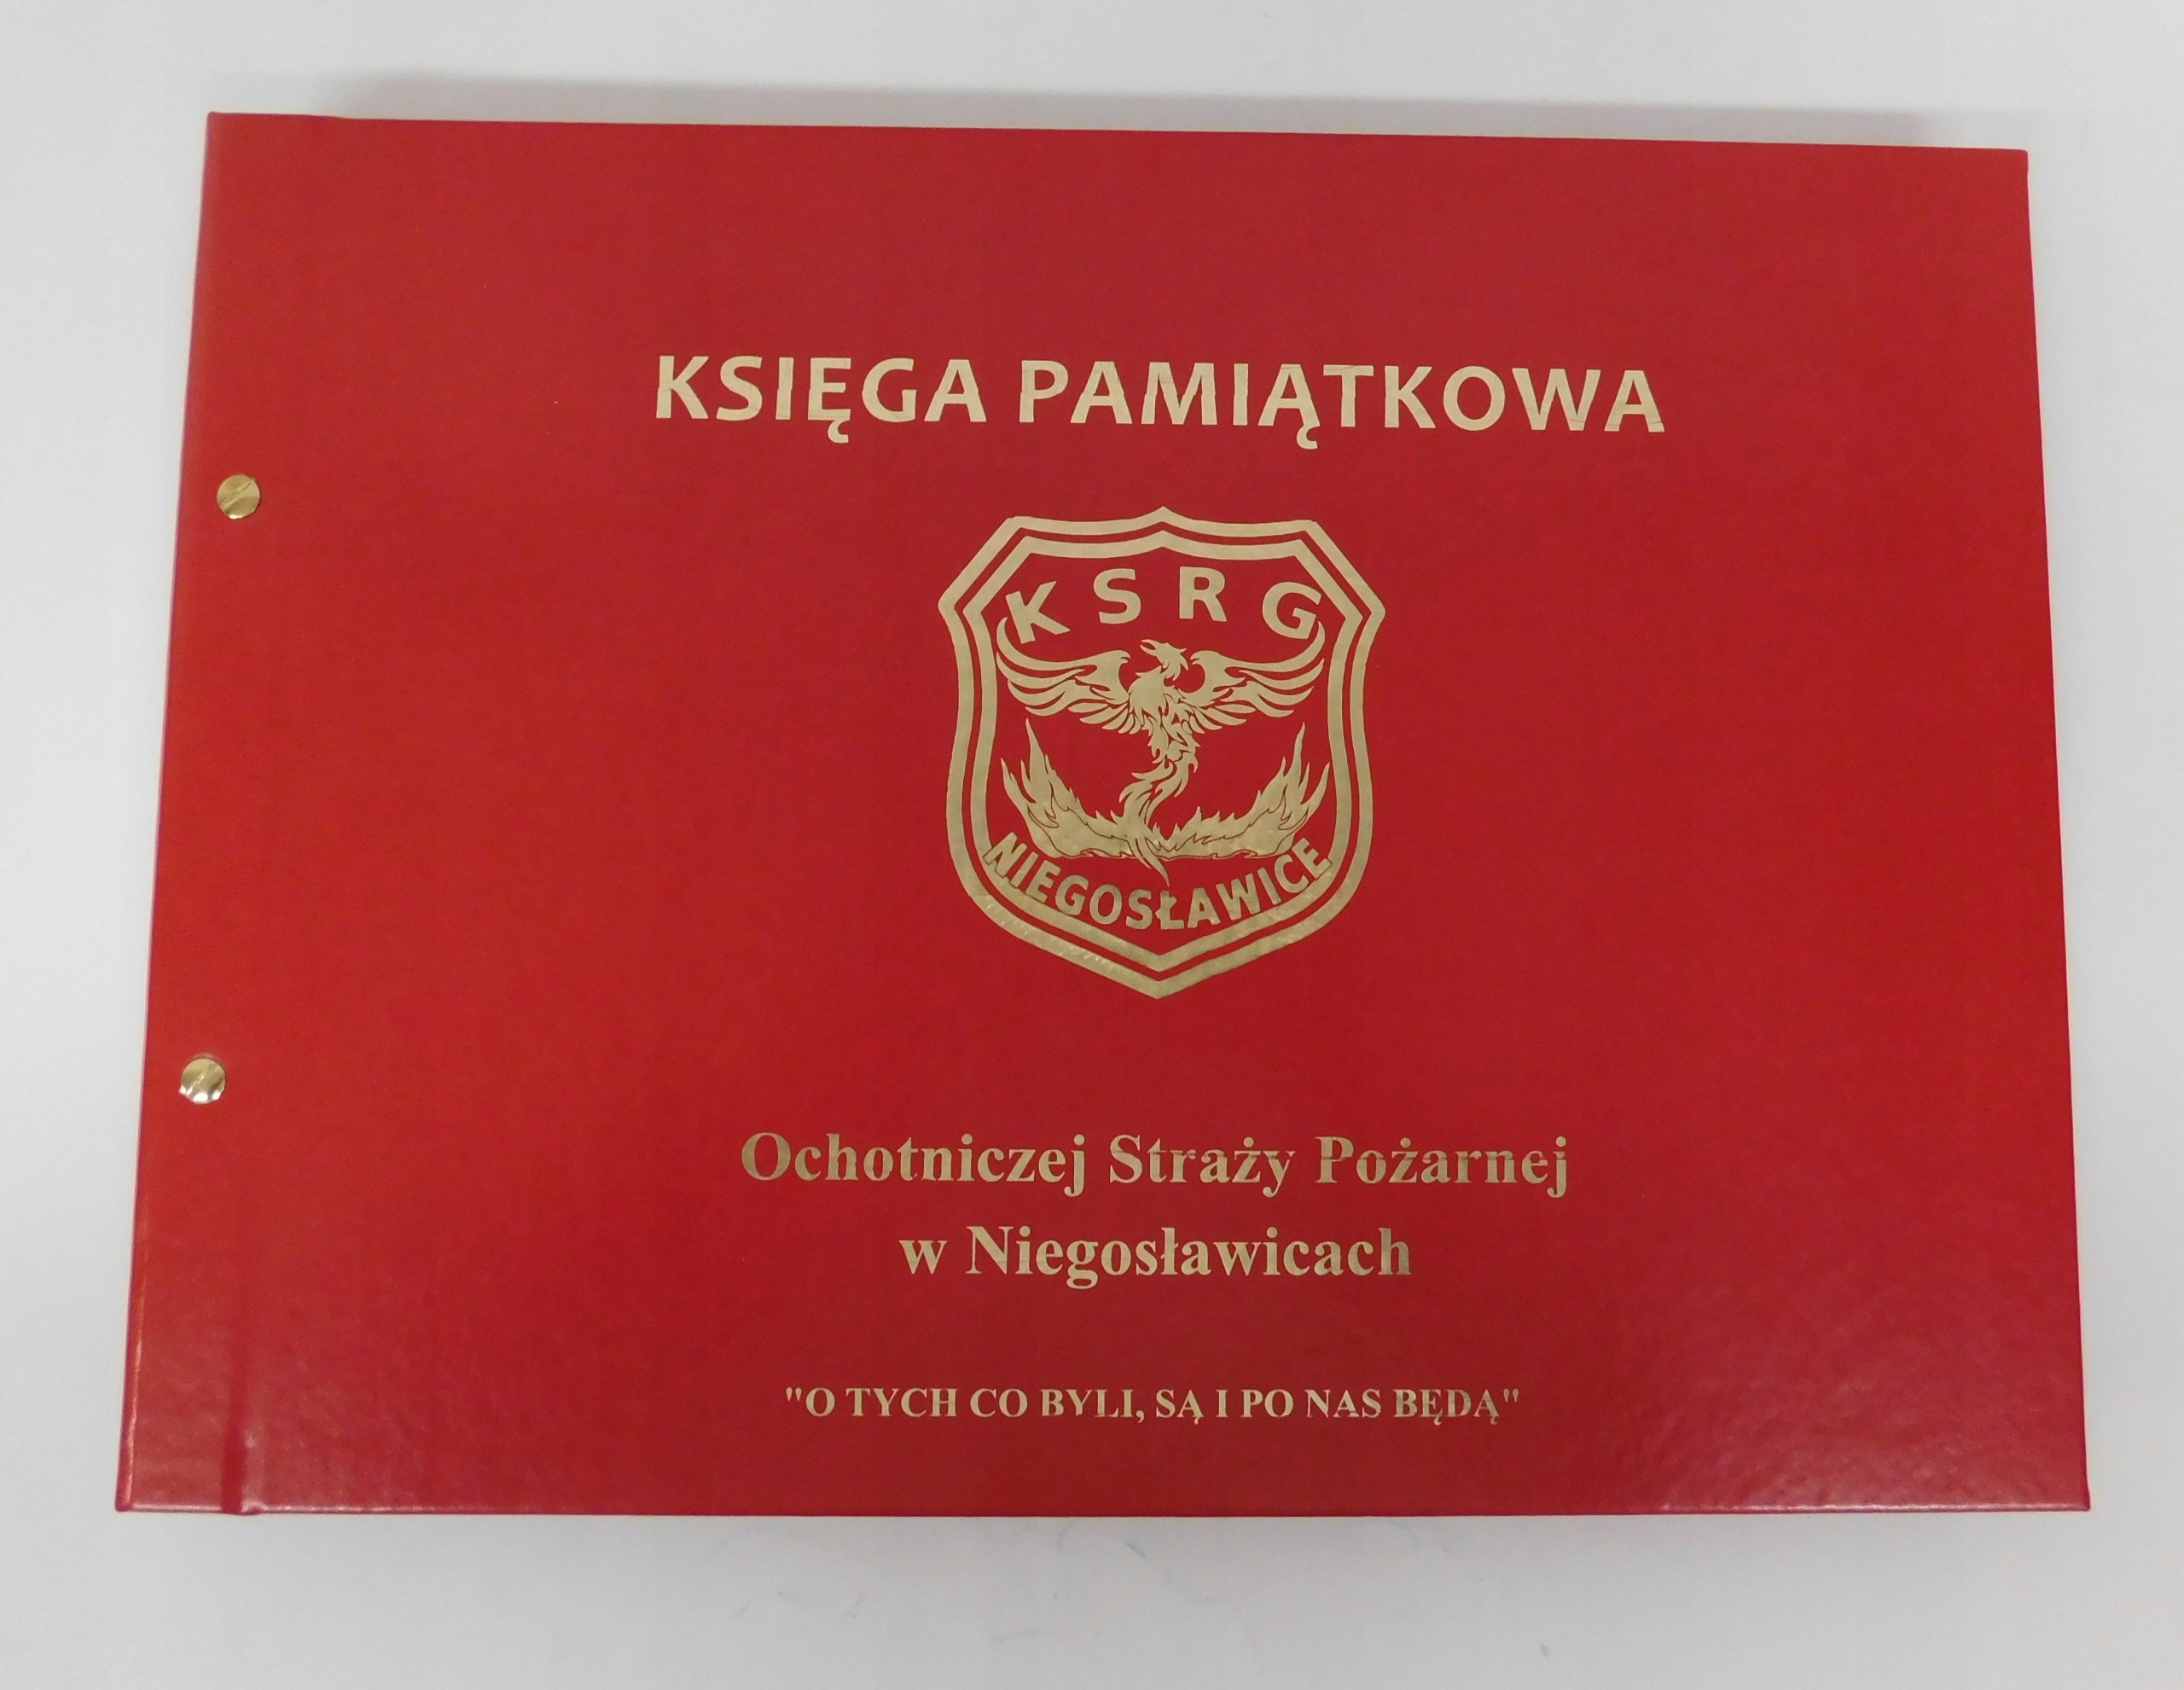 KSIĘGA PAMIĄTKOWA
KSRG
NIEGOSŁAWICE
Ochotniczej Straży Pożarnej
w Niegosławicach
"O TYCH CO BYLI, SĄ I PO NAS BĘDĄ"